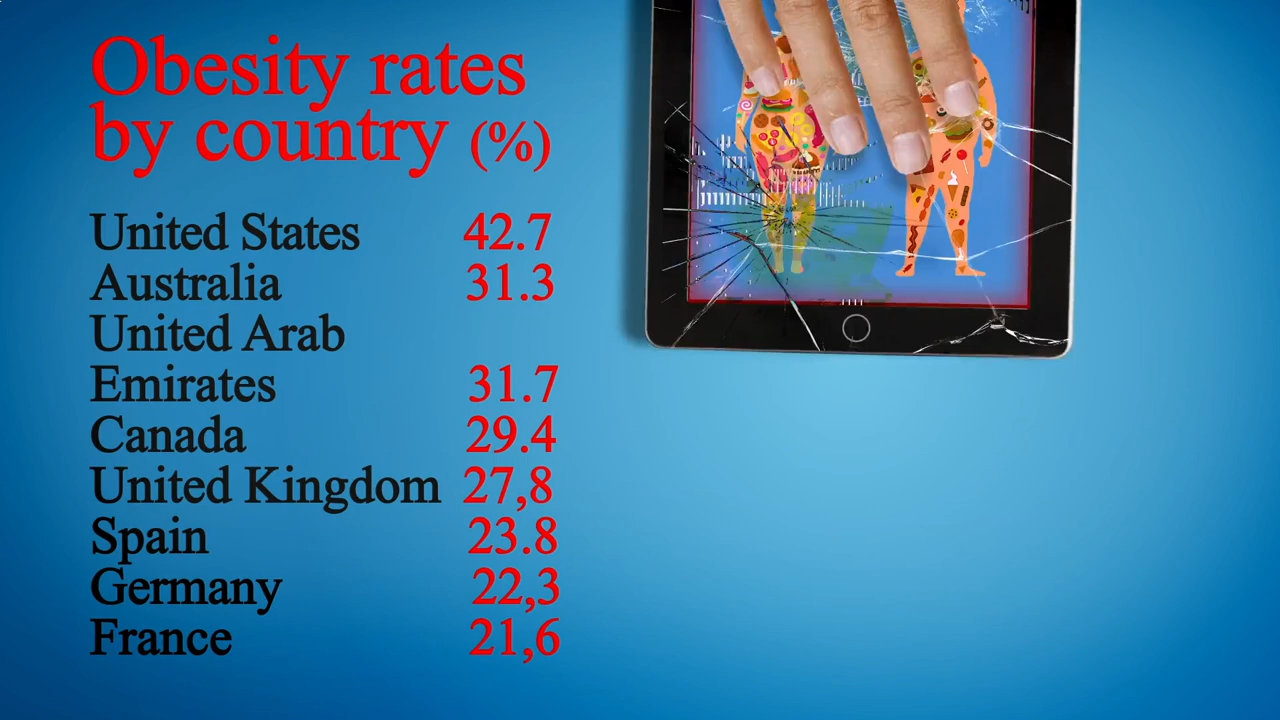 Obesity rates
by country (%)
United States 42.7
Australia 31.3
United Arab
Emirates 31.7
Canada 29.4
United Kingdom 27,8
Spain 23.8
Germany 22,3
France 21,6